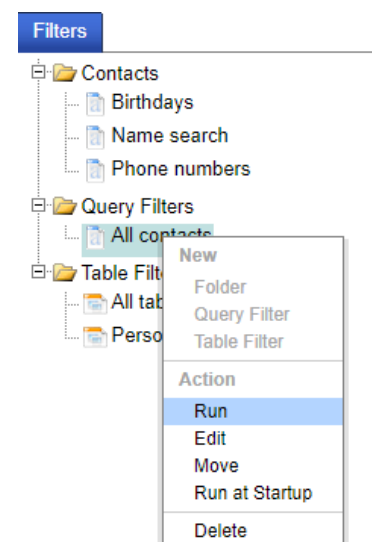 Filters
Contacts
Birthdays
Name search
Phone numbers
Query Filters
All contacts
Table Filt
All tab
Perso
New
Folder
Query Filter
Table Filter
Action
Run
Edit
Move
Run at Startup
Delete